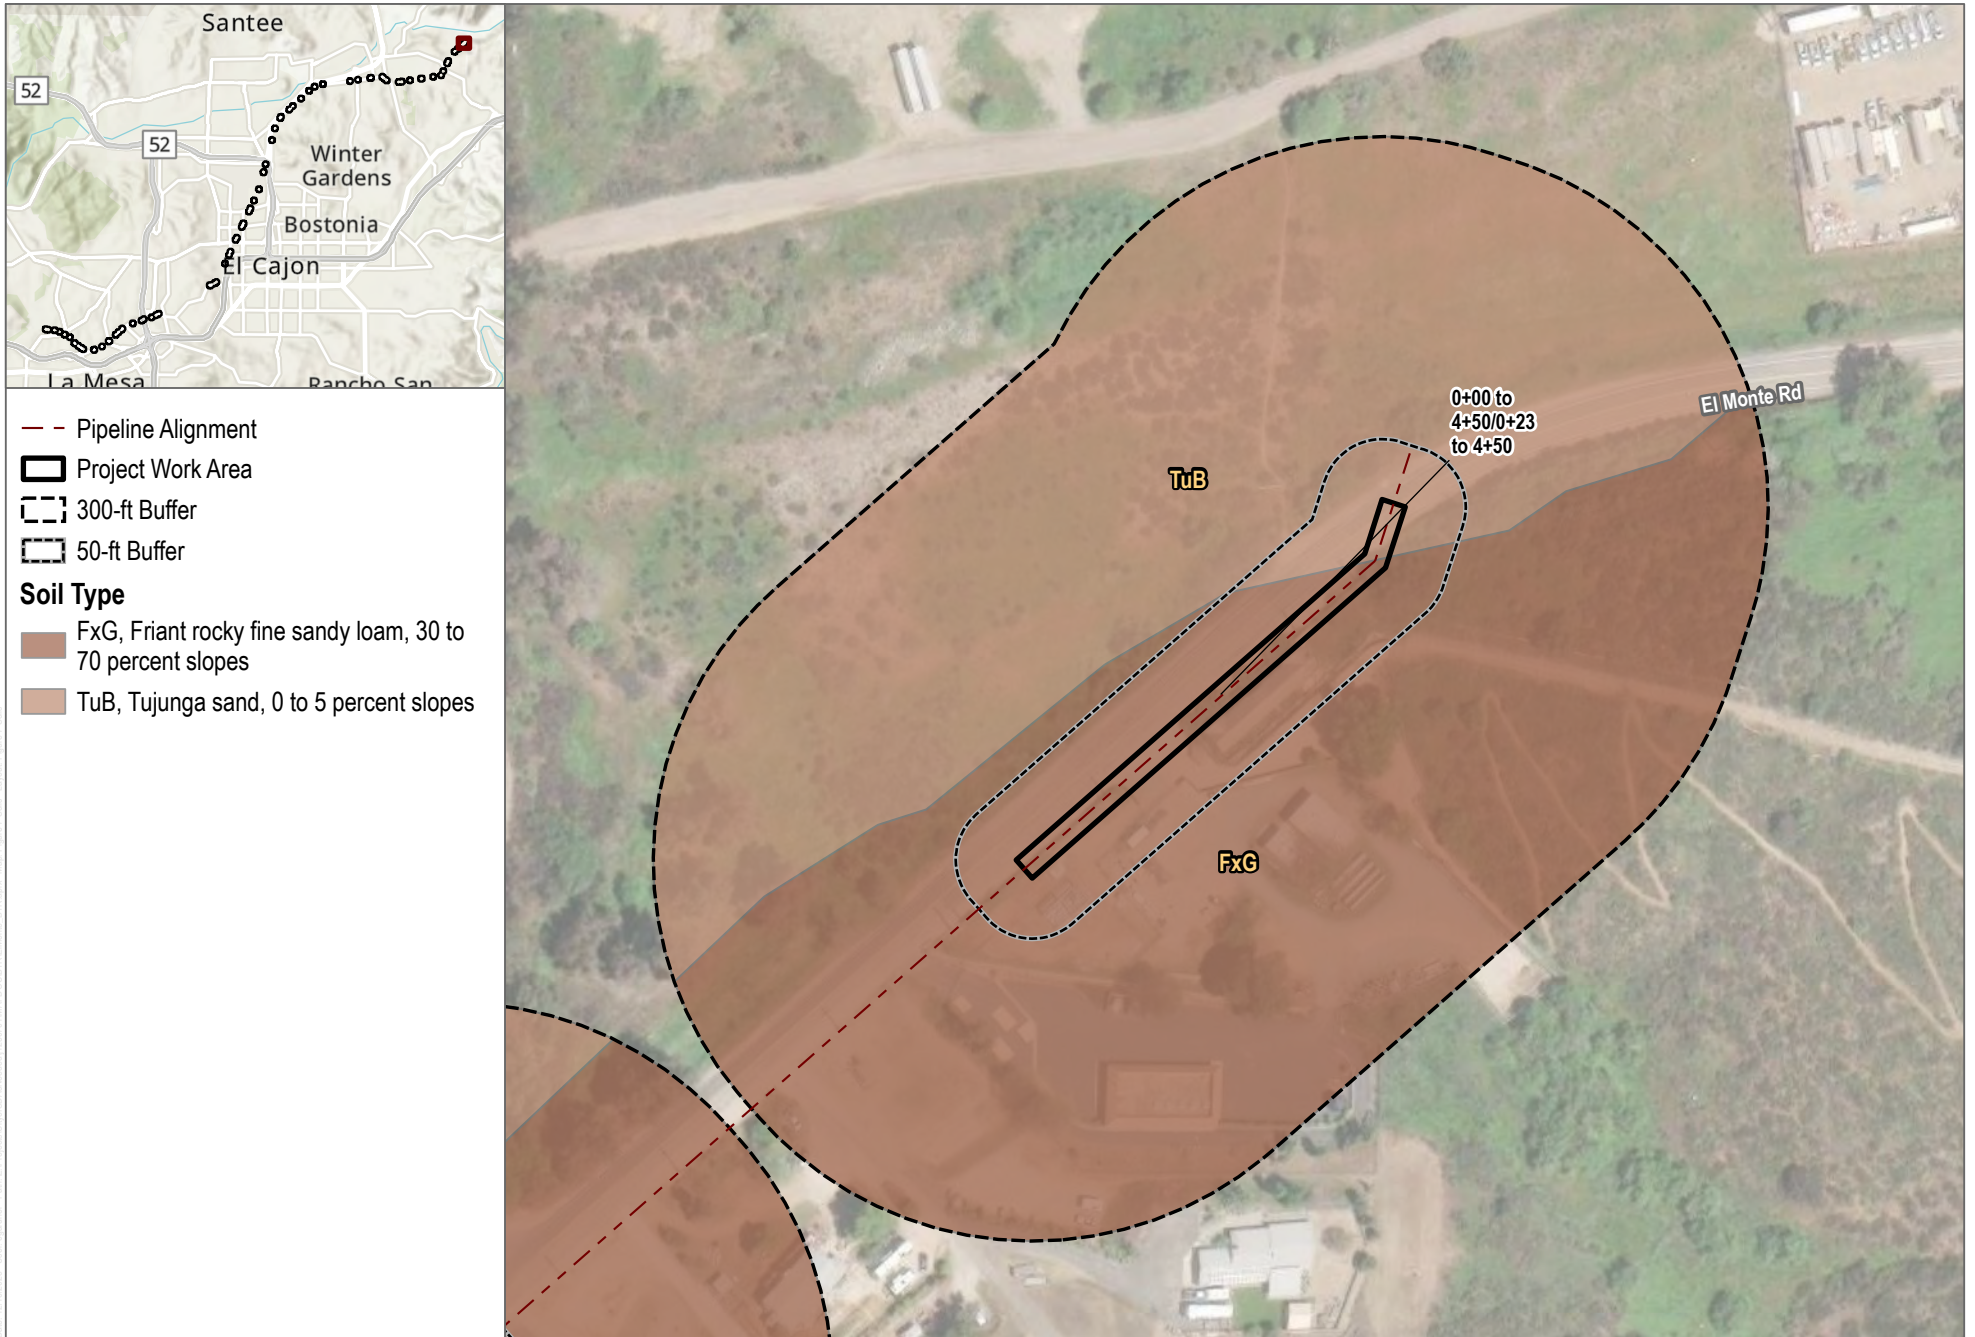 Santee
52
52
Winter
Gardens
Bostonia
El Cajon
La Mesa
Rancho San
Pipeline Alignment
Project Work Area
300-ft Buffer
50-ft Buffer
Soil Type
FxG, Friant rocky fine sandy loam, 30 to
70 percent slopes
TuB, Tujunga sand, 0 to 5 percent slopes
0+00 to
4+50/0+23
to 4+50
El Monte Rd
TuB
FxG